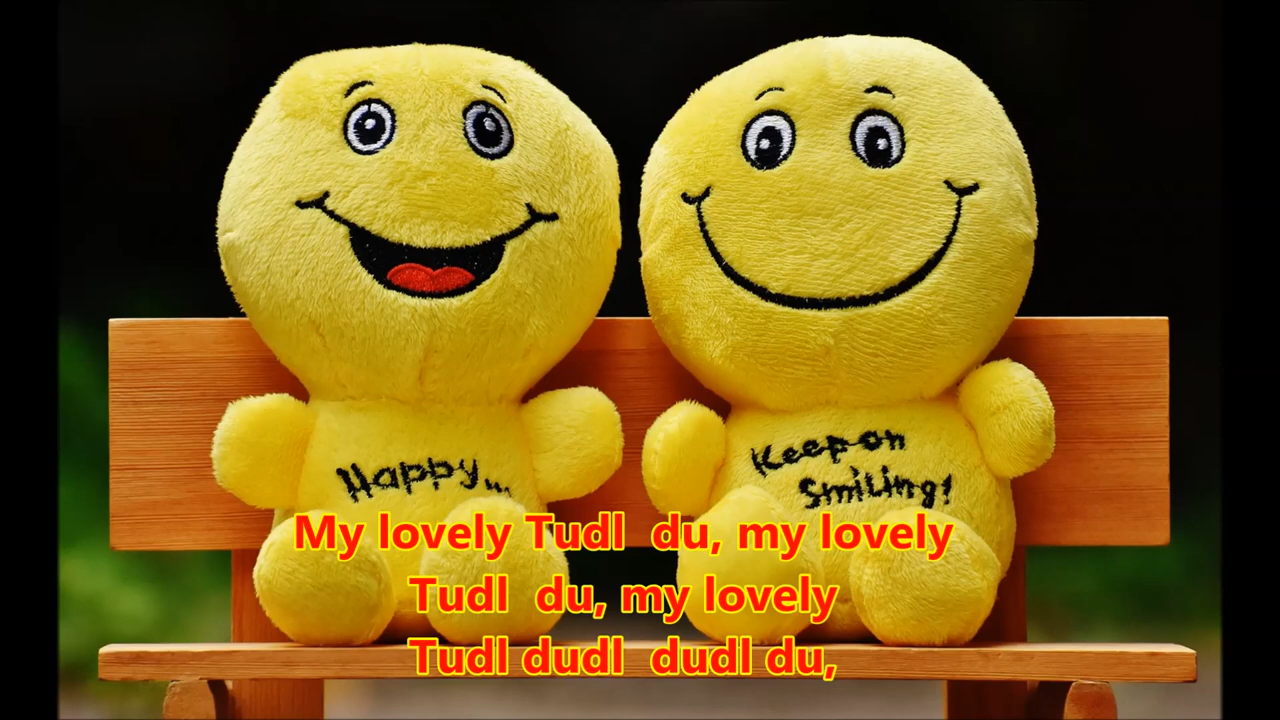 Happy...
Keep on
Smiling!
My lovely Tudl  du, my lovely
Tudl  du, my lovely
Tudl dudl  dudl du,